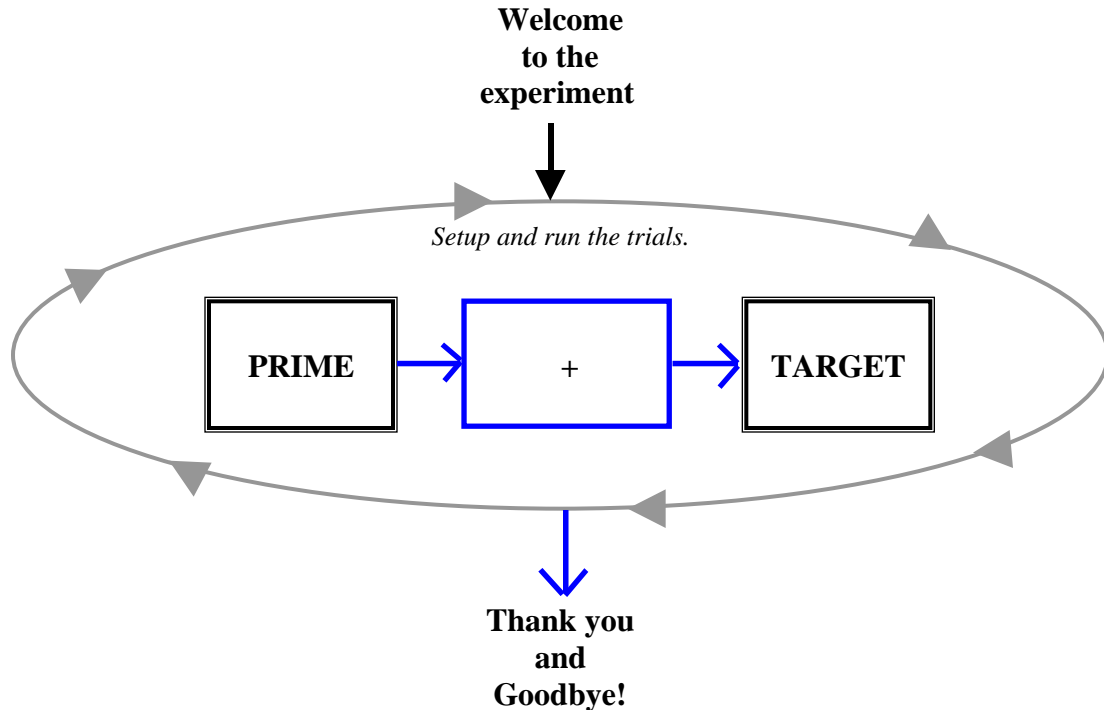 Welcome
to the
experiment
Setup and run the trials.
PRIME
+
TARGET
Thank you
and
Goodbye!